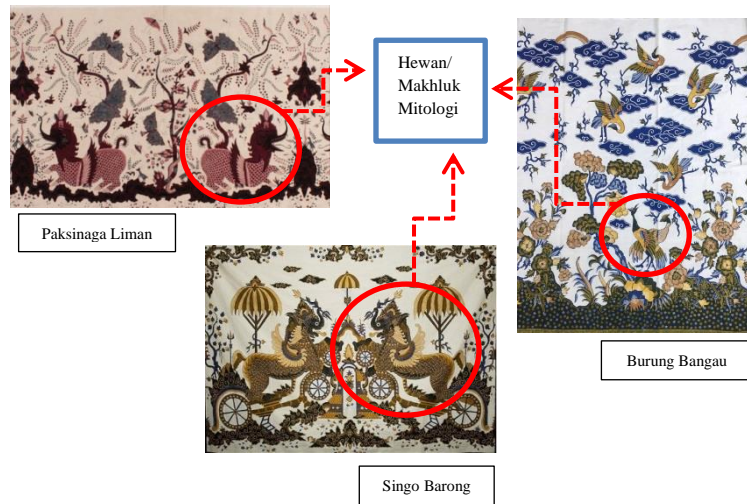 Hewan/
Makhluk
Mitologi
Paksinaga Liman
Burung Bangau
Singo Barong